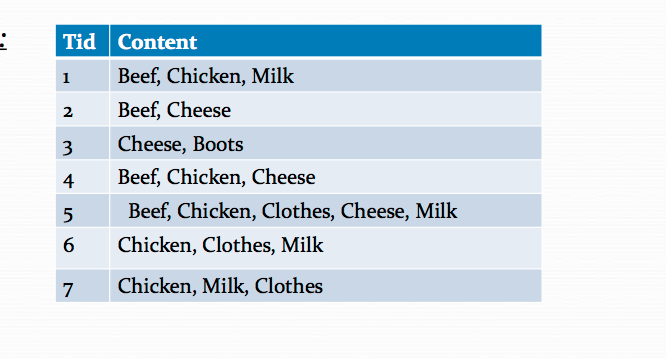 :
Tid Content
1 Beef, Chicken, Milk
2 Beef, Cheese
3 Cheese, Boots
4 Beef, Chicken, Cheese
5 Beef, Chicken, Clothes, Cheese, Milk
6 Chicken, Clothes, Milk
7 Chicken, Milk, Clothes